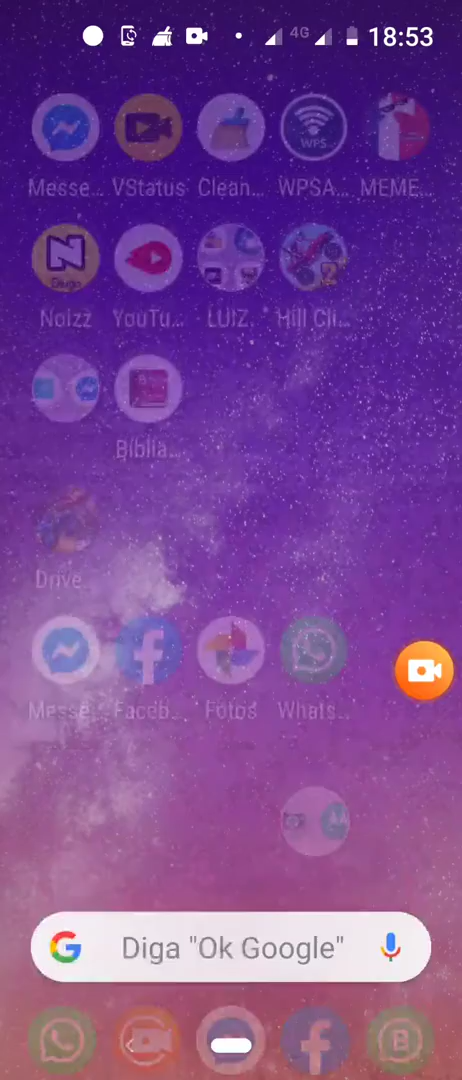 4G 18:53
Messe... VStatus Clean... WPSA... MEME...
Noizz YouTu... LUIZ. Hill Cli...
Bíblia...
Drive
Messe... Faceb... Fotos Whats...
Diga "Ok Google"